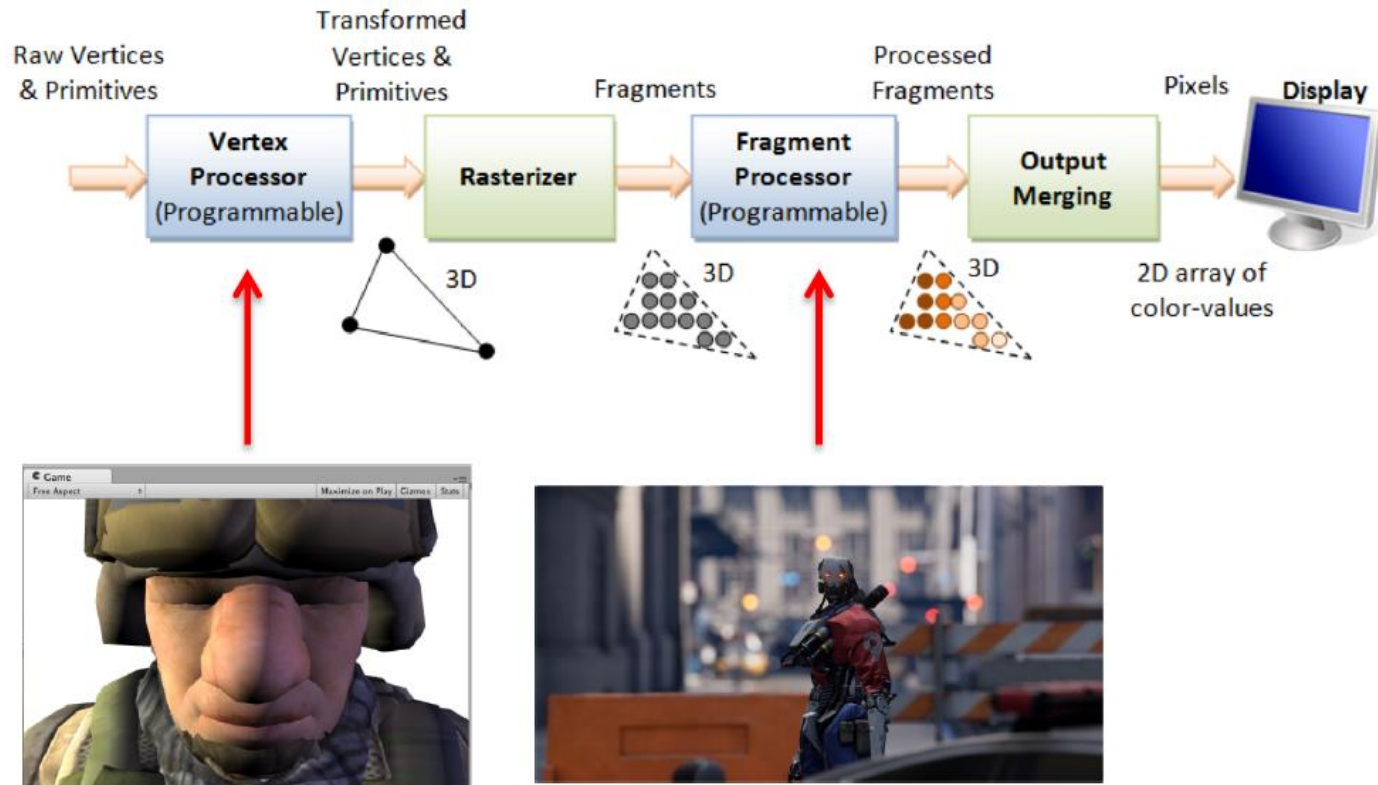 Raw Vertices
& Primitives
Transformed
Vertices &
Primitives
Fragments
Processed
Fragments
Pixels
Display
Vertex
Processor
(Programmable)
Rasterizer
Fragment
Processor
(Programmable)
Output
Merging
3D
3D
3D
2D array of
color-values
Game
Free Aspect
Maximize on Play
Gizmos
Stats